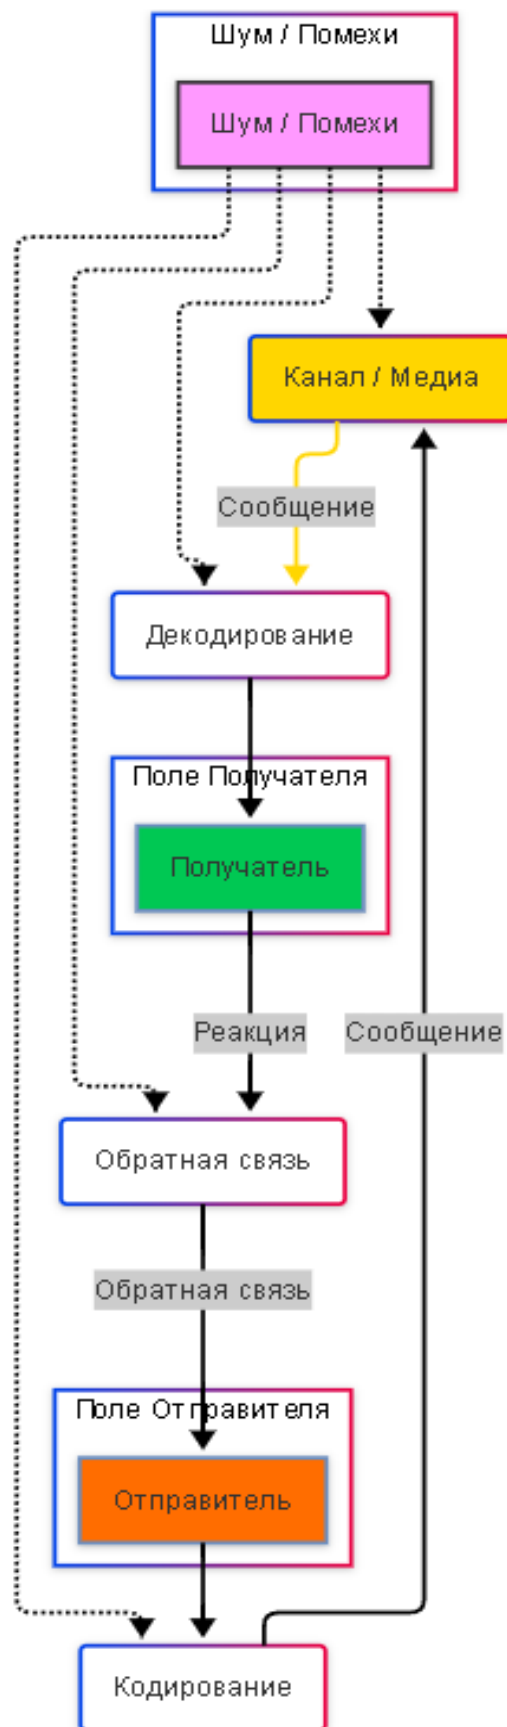 Шум / Помехи
Шум / Помехи
Канал / Медиа
Сообщение
Декодирование
Поле Получателя
Получатель
Реакция
Сообщение
Обратная связь
Обратная связь
Поле Отправителя
Отправитель
Кодирование